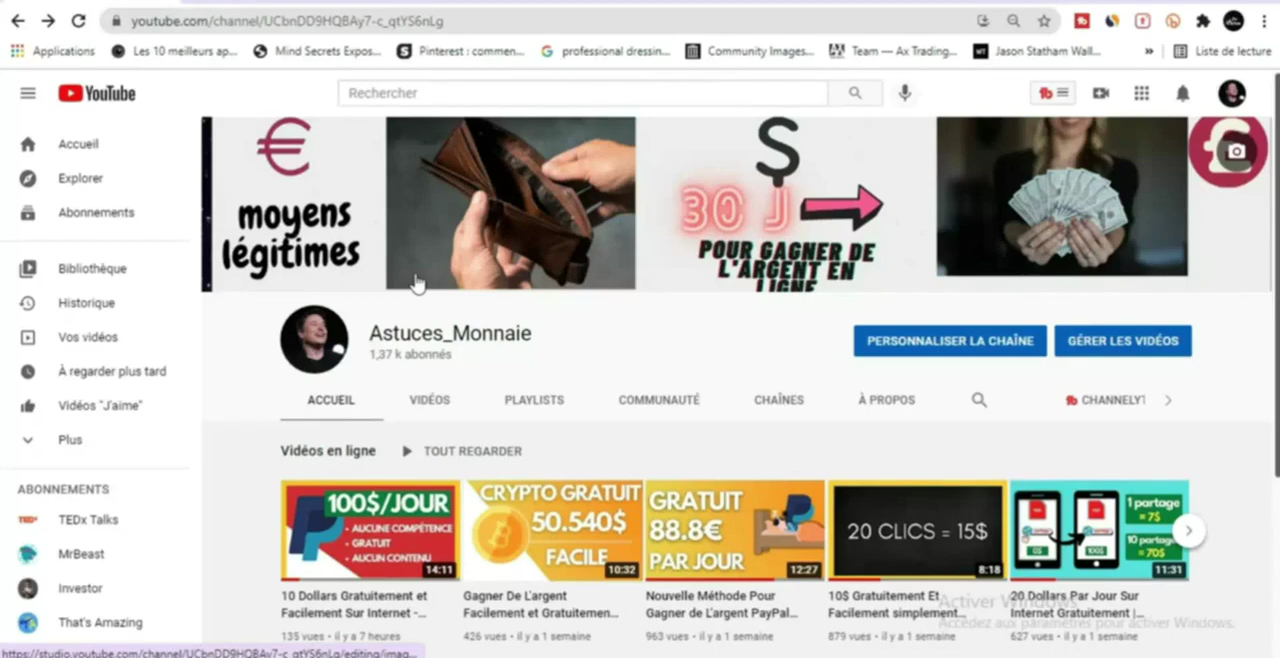 youtube.com/channel/UCbnDD9HQBAy7-c_qtYS6nLg
Applications
Les 10 meilleurs ap...
Mind Secrets Expos...
Pinterest : commen...
professional dressin...
Community Images...
Team — Ax Trading...
Jason Statham Wall...
»
Liste de lecture
YouTube
Rechercher
€
moyens
légitimes
$
30 J
POUR GAGNER DE
L'ARGENT EN
LIGNE
Accueil
Explorer
Abonnements
Bibliothèque
Historique
Vos vidéos
À regarder plus tard
Vidéos "J'aime"
Plus
ABONNEMENTS
TEDx Talks
MrBeast
Investor
That's Amazing
Astuces_Monnaie
1,37 k abonnés
PERSONNALISER LA CHAÎNE
GÉRER LES VIDÉOS
ACCUEIL
VIDÉOS
PLAYLISTS
COMMUNAUTÉ
CHAÎNES
À PROPOS
CHANNELYT
Vidéos en ligne
TOUT REGARDER
100$/JOUR
• AUCUNE COMPÉTENCE
• GRATUIT
• AUCUN CONTENU
14:11
CRYPTO GRATUIT
50.540$
FACILE
10:32
GRATUIT
88.8€
PAR JOUR
12:27
20 CLICS = 15$
8:18
1 partage
= 7$
10 partage
= 70$
0$
100$
11:31
10 Dollars Gratuitement et
Facilement Sur Internet -...
135 vues • il y a 7 heures
Gagner De L'argent
Facilement et Gratuitemen...
426 vues • il y a 1 semaine
Nouvelle Méthode Pour
Gagner de L'argent PayPal...
963 vues • il y a 1 semaine
10$ Gratuitement Et
Facilement simplement...
879 vues • il y a 1 semaine
20 Dollars Par Jour Sur
Internet Gratuitement |...
627 vues • il y a 1 semaine
Activer Windows
Accédez aux paramètres pour activer Windows.
https://studio.youtube.com/channel/UCbnDD9HQBAy7-c_qtYS6nLg/editing/imag...